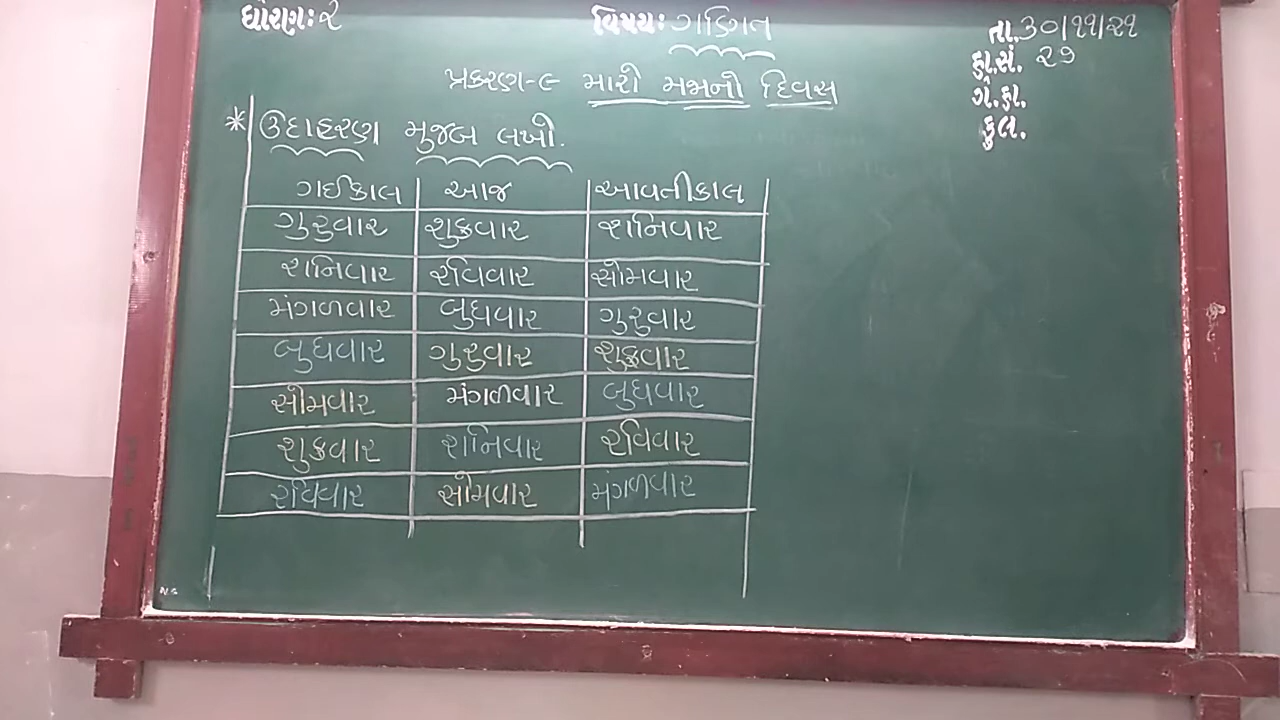 ધોરણ: ૨ વિષય: ગણિત તા. ૩૦/૧૧/૨૧
હા.સં. ૨૭
પ્રકરણ-૯ મારો મજાનો દિવસ ગે.હા.
કુલ.
* ઉદાહરણ મુજબ લખો.
ગઈકાલ આજ આવતીકાલ
ગુરુવાર શુક્રવાર શનિવાર
શનિવાર રવિવાર સોમવાર
મંગળવાર બુધવાર ગુરુવાર
બુધવાર ગુરુવાર શુક્રવાર
સોમવાર મંગળવાર બુધવાર
શુક્રવાર શનિવાર રવિવાર
રવિવાર સોમવાર મંગળવાર